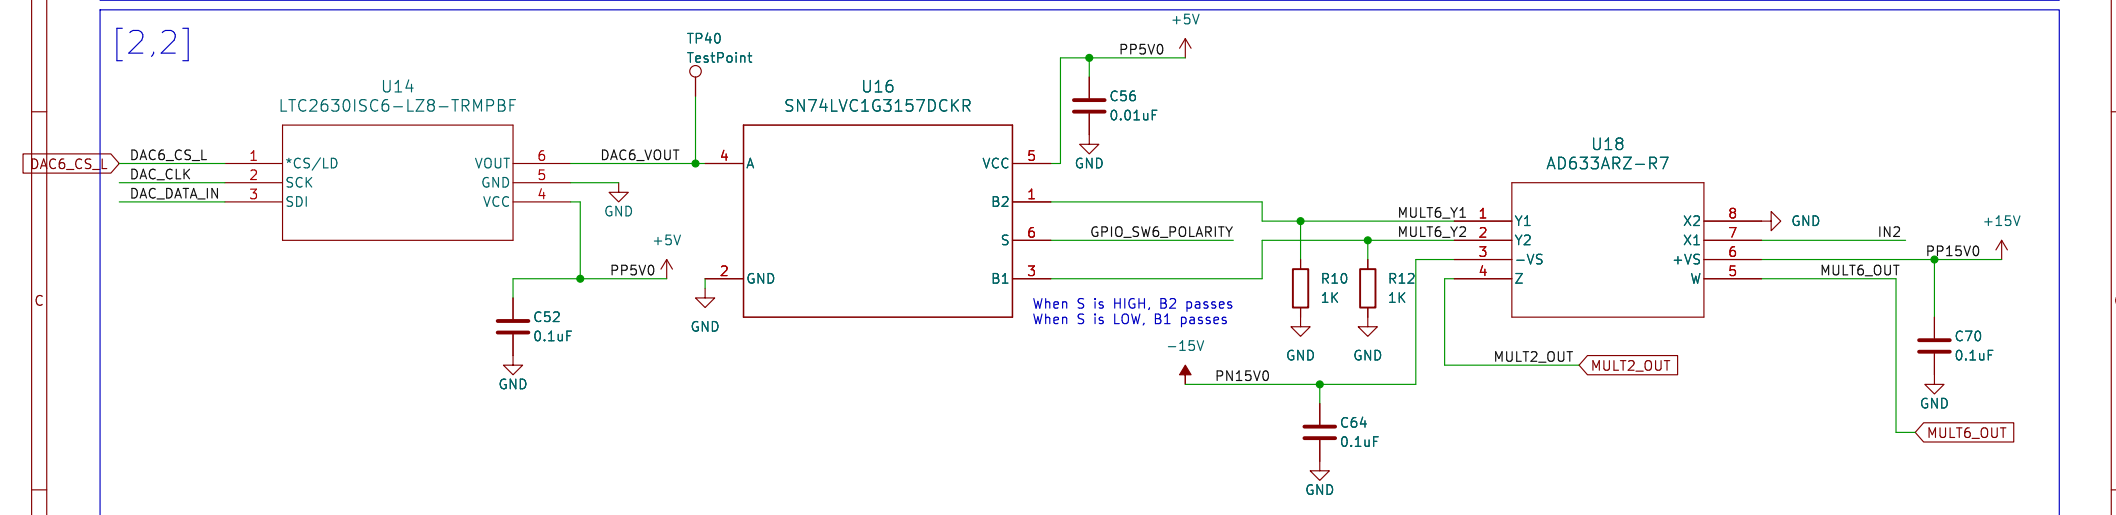 [2,2]
+5V
TP40
TestPoint
PP5V0
U14
LTC2630ISC6-LZ8-TRMPBF
U16
SN74LVC1G3157DCKR
C56
0.01uF
GND
DAC6_CS_L
DAC6_CS_L
1
*CS/LD
DAC_CLK
2
SCK
DAC_DATA_IN
3
SDI
VOUT
6
DAC6_VOUT
GND
5
GND
VCC
4
+5V
PP5V0
C52
0.1uF
GND
4
A
2
GND
GND
VCC
5
B2
1
S
6
GPIO_SW6_POLARITY
B1
3
When S is HIGH, B2 passes
When S is LOW, B1 passes
-15V
PN15V0
C64
0.1uF
GND
R10
1K
GND
R12
1K
GND
U18
AD633ARZ-R7
MULT6_Y1
1
Y1
MULT6_Y2
2
Y2
3
-VS
4
Z
X2
8
GND
X1
7
IN2
+VS
6
PP15V0
+15V
W
5
MULT6_OUT
MULT2_OUT
MULT2_OUT
C70
0.1uF
GND
MULT6_OUT
C